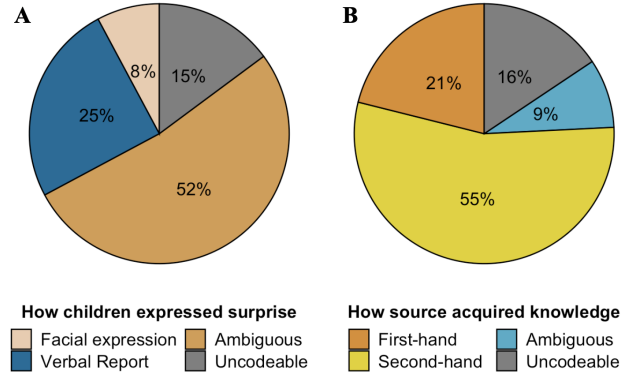 A
B
8%
15%
25%
52%
21%
16%
9%
55%
How children expressed surprise
Facial expression
Ambiguous
Verbal Report
Uncodeable
How source acquired knowledge
First-hand
Ambiguous
Second-hand
Uncodeable